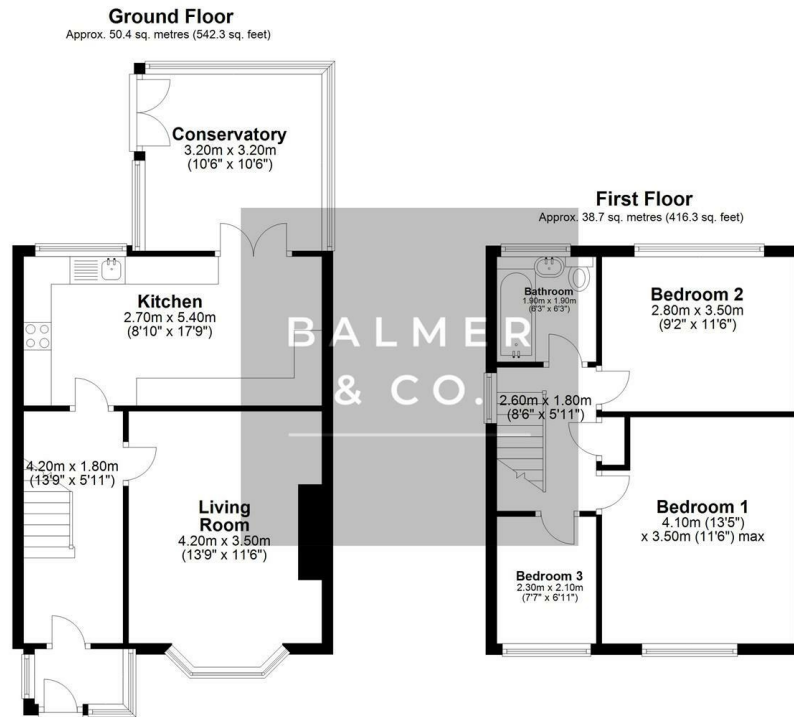 Ground Floor
Approx. 50.4 sq. metres (542.3 sq. feet)
Conservatory
3.20m x 3.20m
(10'6" x 10'6")
Kitchen
2.70m x 5.40m
(8'10" x 17'9")
4.20m x 1.80m
(13'9" x 5'11")
Living
Room
4.20m x 3.50m
(13'9" x 11'6")
BALMER
& CO.
First Floor
Approx. 38.7 sq. metres (416.3 sq. feet)
Bathroom
1.90m x 1.90m
(6'3" x 6'3")
Bedroom 2
2.80m x 3.50m
(9'2" x 11'6")
2.60m x 1.80m
(8'6" x 5'11")
Bedroom 1
4.10m (13'5")
x 3.50m (11'6") max
Bedroom 3
2.30m x 2.10m
(7'7" x 6'11")